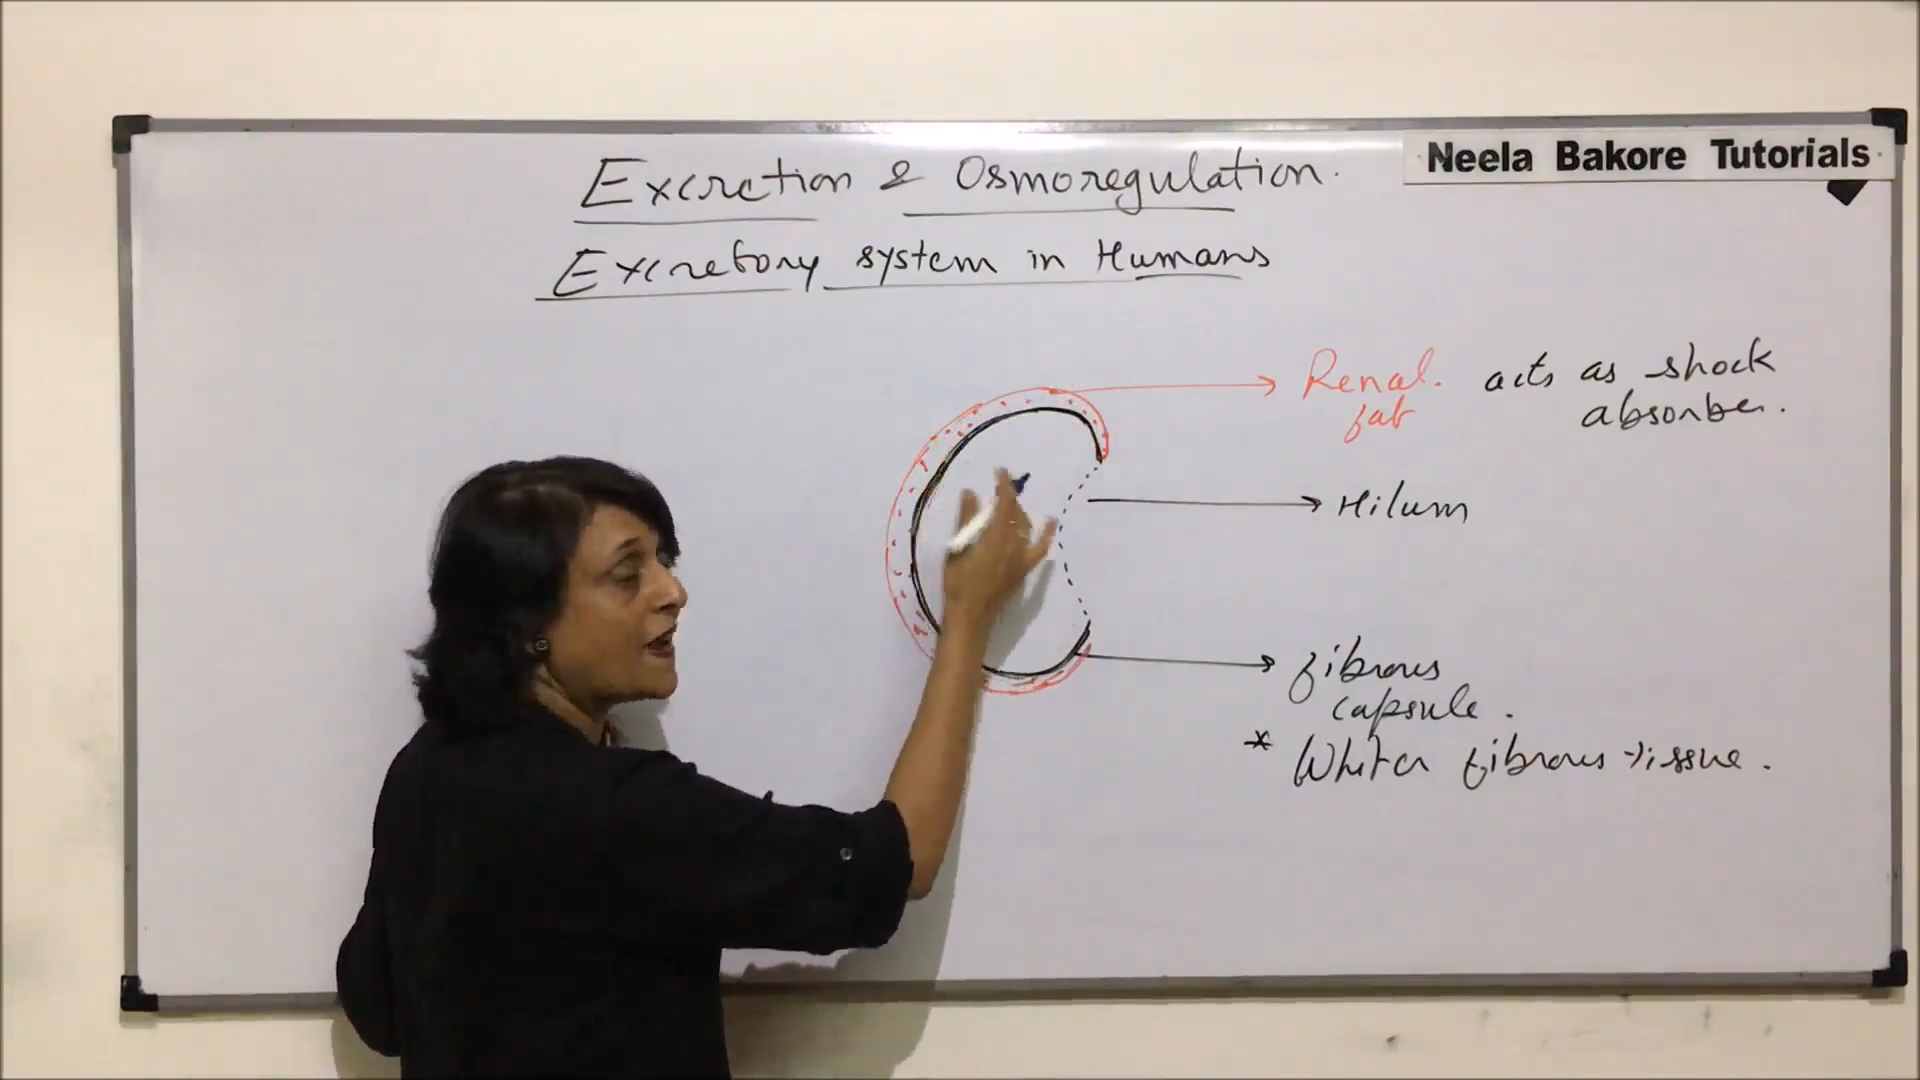 Neela Bakore Tutorials
Excretion & Osmoregulation.
Excretory system in Humans
Renal. acts as shock
fat absorber.
Hilum
fibrous
capsule.
* White fibrous tissue.